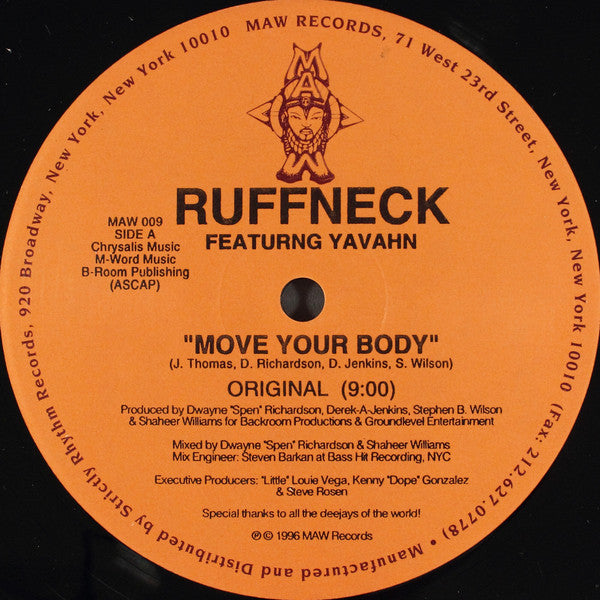 MAW RECORDS, 71 West 23rd Street, New York, New York 10010 (Fax: 212.627.0778) • Manufactured and Distributed by Strictly Rhythm Records, 920 Broadway, New York, New York 10010
MAW
RUFFNECK
FEATURNG YAVAHN
MAW 009
SIDE A
Chrysalis Music
M-Word Music
B-Room Publishing
(ASCAP)
"MOVE YOUR BODY"
(J. Thomas, D. Richardson, D. Jenkins, S. Wilson)
ORIGINAL (9:00)
Produced by Dwayne "Spen" Richardson, Derek-A-Jenkins, Stephen B. Wilson
& Shaheer Williams for Backroom Productions & Groundlevel Entertainment
Mixed by Dwayne "Spen" Richardson & Shaheer Williams
Mix Engineer: Steven Barkan at Bass Hit Recording, NYC
Executive Producers: "Little" Louie Vega, Kenny "Dope" Gonzalez
& Steve Rosen
Special thanks to all the deejays of the world!
℗ © 1996 MAW Records